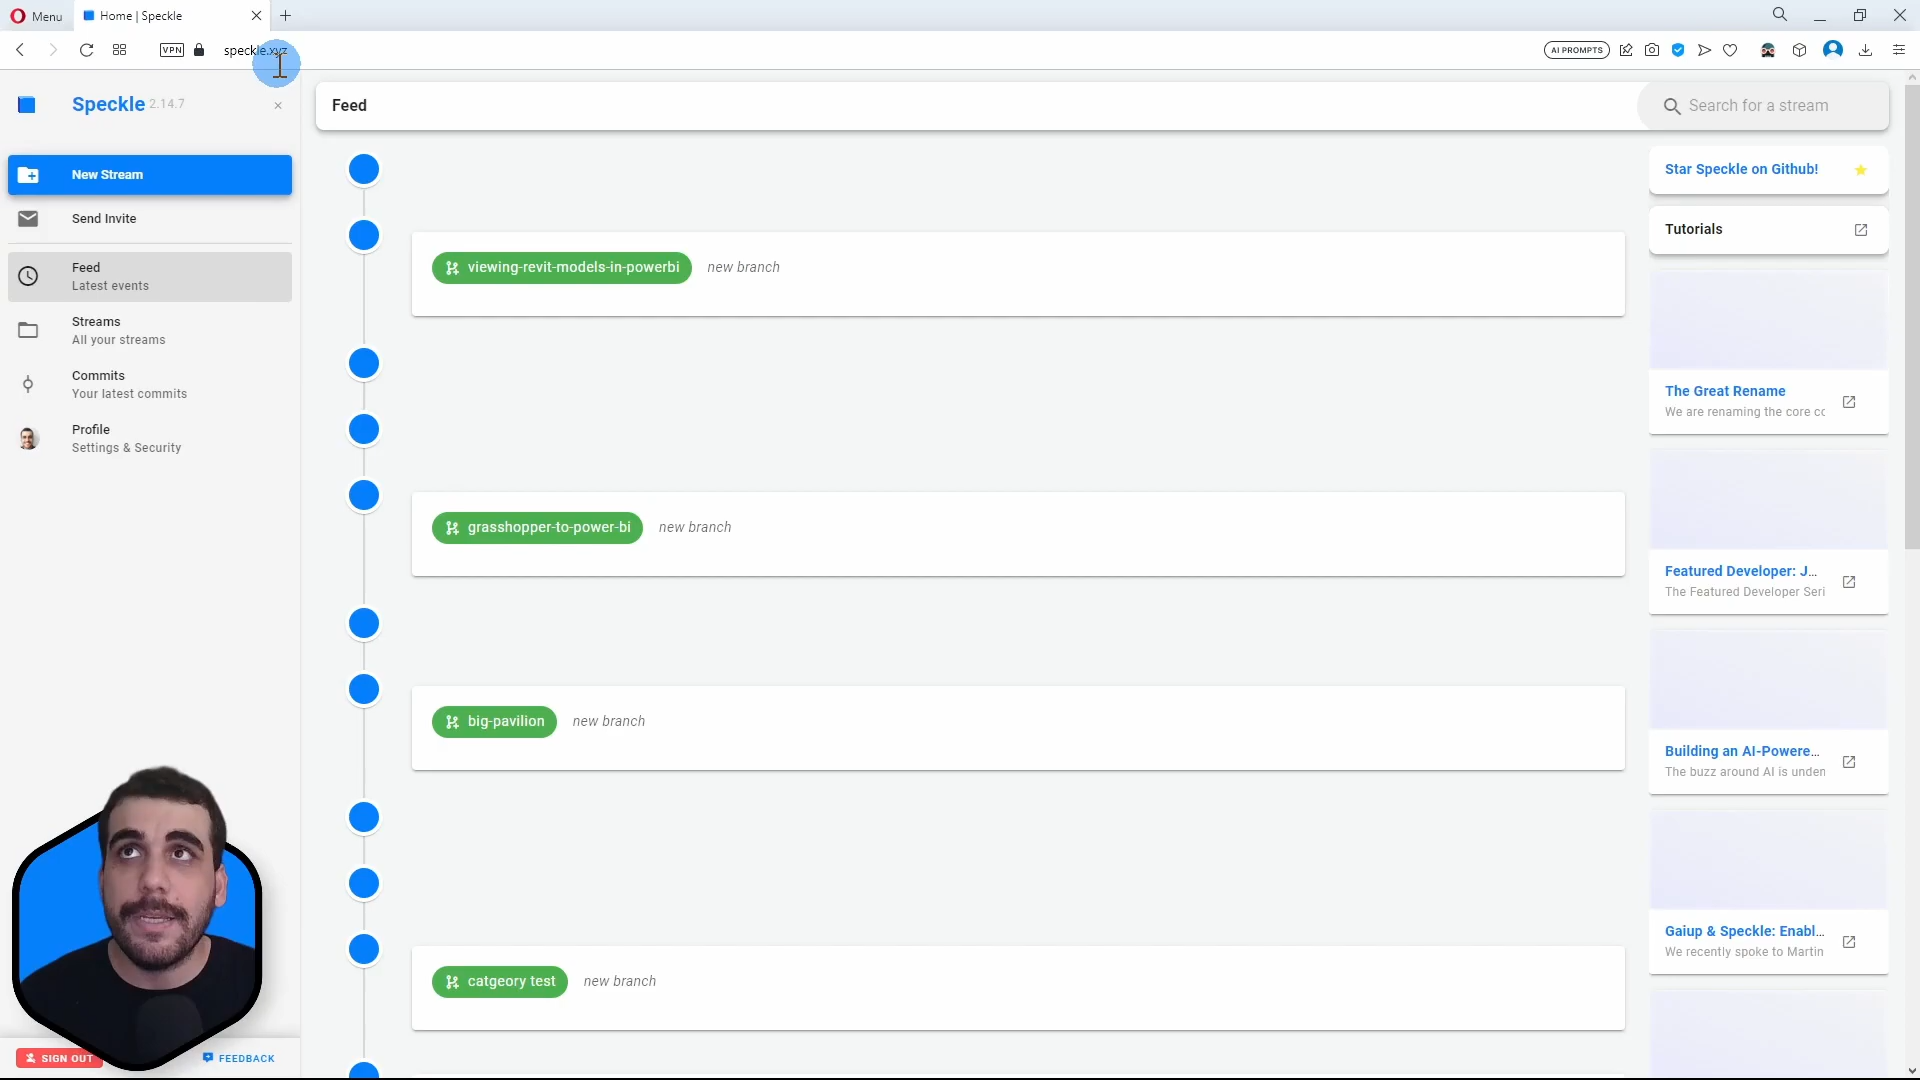 Menu
Home | Speckle
VPN
speckle.xyz
AI PROMPTS
Speckle 2.14.7
New Stream
Send Invite
Feed
Latest events
Streams
All your streams
Commits
Your latest commits
Profile
Settings & Security
SIGN OUT
FEEDBACK
Feed
Search for a stream
viewing-revit-models-in-powerbi new branch
grasshopper-to-power-bi new branch
big-pavilion new branch
catgeory test new branch
Star Speckle on Github!
Tutorials
The Great Rename
We are renaming the core cc
Featured Developer: J...
The Featured Developer Seri
Building an AI-Powere...
The buzz around AI is unden
Gaiup & Speckle: Enabl...
We recently spoke to Martin